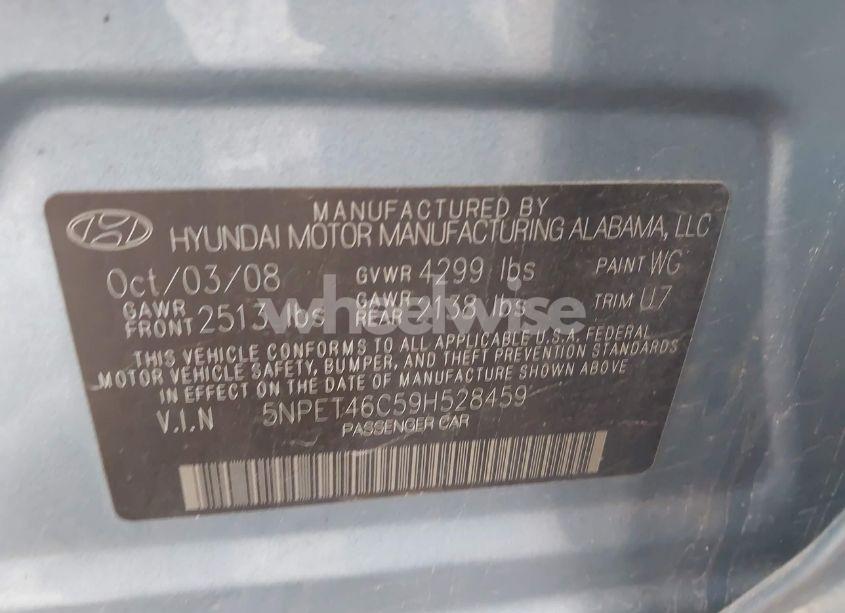 MANUFACTURED BY
HYUNDAI MOTOR MANUFACTURING ALABAMA, LLC
Oct/03/08 GVWR 4299 lbs PAINT WG
GAWR FRONT 2513 lbs GAWR REAR 2138 lbs TRIM U7
THIS VEHICLE CONFORMS TO ALL APPLICABLE U.S.A. FEDERAL
MOTOR VEHICLE SAFETY, BUMPER, AND THEFT PREVENTION STANDARDS
IN EFFECT ON THE DATE OF MANUFACTURE SHOWN ABOVE
V.I.N 5NPET46C59H528459
PASSENGER CAR
wheelwise